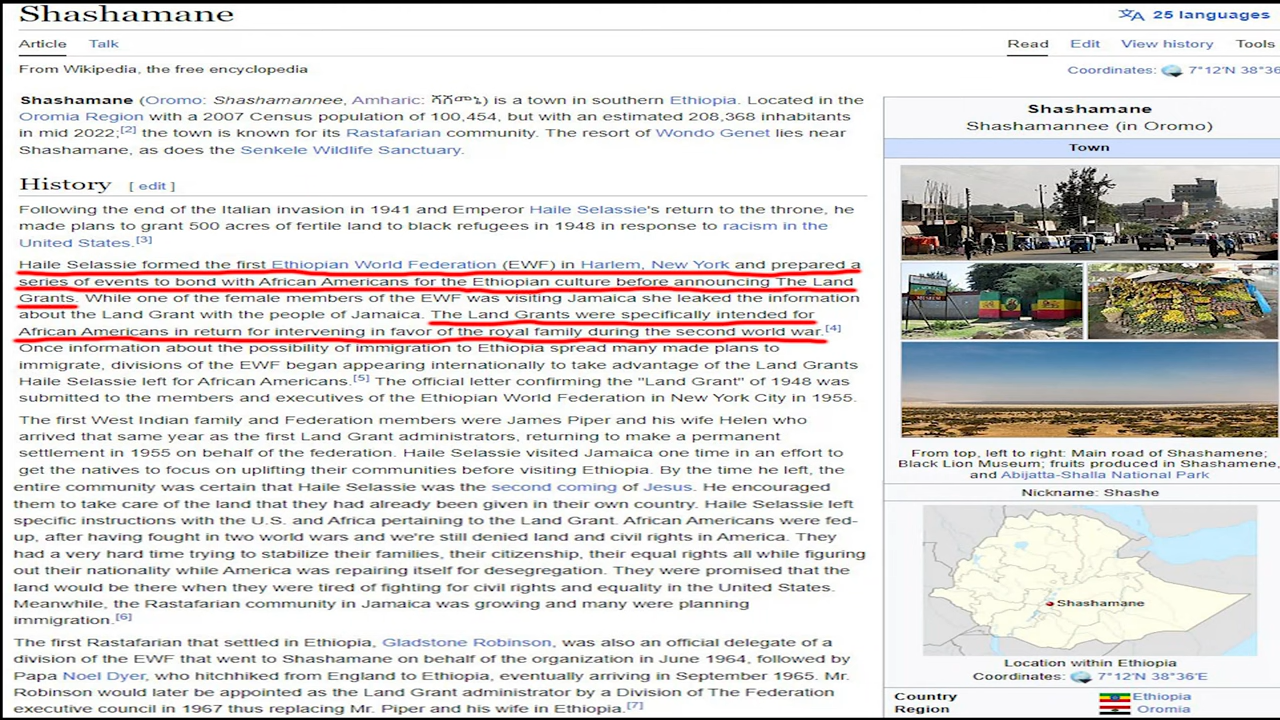 Shashamane
25 languages
Article Talk
Read Edit View history Tools
From Wikipedia, the free encyclopedia
Coordinates: 7°12′N 38°36
Shashamane (Oromo: Shashamannee, Amharic: ሻሸመኔ) is a town in southern Ethiopia. Located in the
Oromia Region with a 2007 Census population of 100,454, but with an estimated 208,368 inhabitants
in mid 2022;[2] the town is known for its Rastafarian community. The resort of Wondo Genet lies near
Shashamane, as does the Senkele Wildlife Sanctuary.
History [ edit ]
Following the end of the Italian invasion in 1941 and Emperor Haile Selassie's return to the throne, he
made plans to grant 500 acres of fertile land to black refugees in 1948 in response to racism in the
United States.[3]
Haile Selassie formed the first Ethiopian World Federation (EWF) in Harlem, New York and prepared a
series of events to bond with African Americans for the Ethiopian culture before announcing The Land
Grants. While one of the female members of the EWF was visiting Jamaica she leaked the information
about the Land Grant with the people of Jamaica. The Land Grants were specifically intended for
African Americans in return for intervening in favor of the royal family during the second world war.[4]
Once information about the possibility of immigration to Ethiopia spread many made plans to
immigrate, divisions of the EWF began appearing internationally to take advantage of the Land Grants
Haile Selassie left for African Americans.[5] The official letter confirming the "Land Grant" of 1948 was
submitted to the members and executives of the Ethiopian World Federation in New York City in 1955.
The first West Indian family and Federation members were James Piper and his wife Helen who
arrived that same year as the first Land Grant administrators, returning to make a permanent
settlement in 1955 on behalf of the federation. Haile Selassie visited Jamaica one time in an effort to
get the natives to focus on uplifting their communities before visiting Ethiopia. By the time he left, the
entire community was certain that Haile Selassie was the second coming of Jesus. He encouraged
them to take care of the land that they had already been given in their own country. Haile Selassie left
specific instructions with the U.S. and Africa pertaining to the Land Grant. African Americans were fed-
up, after having fought in two world wars and we're still denied land and civil rights in America. They
had a very hard time trying to stabilize their families, their citizenship, their equal rights all while figuring
out their nationality while America was repairing itself for desegregation. They were promised that the
land would be there when they were tired of fighting for civil rights and equality in the United States.
Meanwhile, the Rastafarian community in Jamaica was growing and many were planning
immigration.[6]
The first Rastafarian that settled in Ethiopia, Gladstone Robinson, was also an official delegate of a
division of the EWF that went to Shashamane on behalf of the organization in June 1964, followed by
Papa Noel Dyer, who hitchhiked from England to Ethiopia, eventually arriving in September 1965. Mr.
Robinson would later be appointed as the Land Grant administrator by a Division of The Federation
executive council in 1967 thus replacing Mr. Piper and his wife in Ethiopia.[7]
Shashamane
Shashamannee (in Oromo)
Town
MUSEUM
From top, left to right: Main road of Shashamene;
Black Lion Museum; fruits produced in Shashamene,
and Abijatta-Shalla National Park
Nickname: Shashe
Shashamane
Location within Ethiopia
Coordinates: 7°12′N 38°36′E
Country Ethiopia
Region Oromia